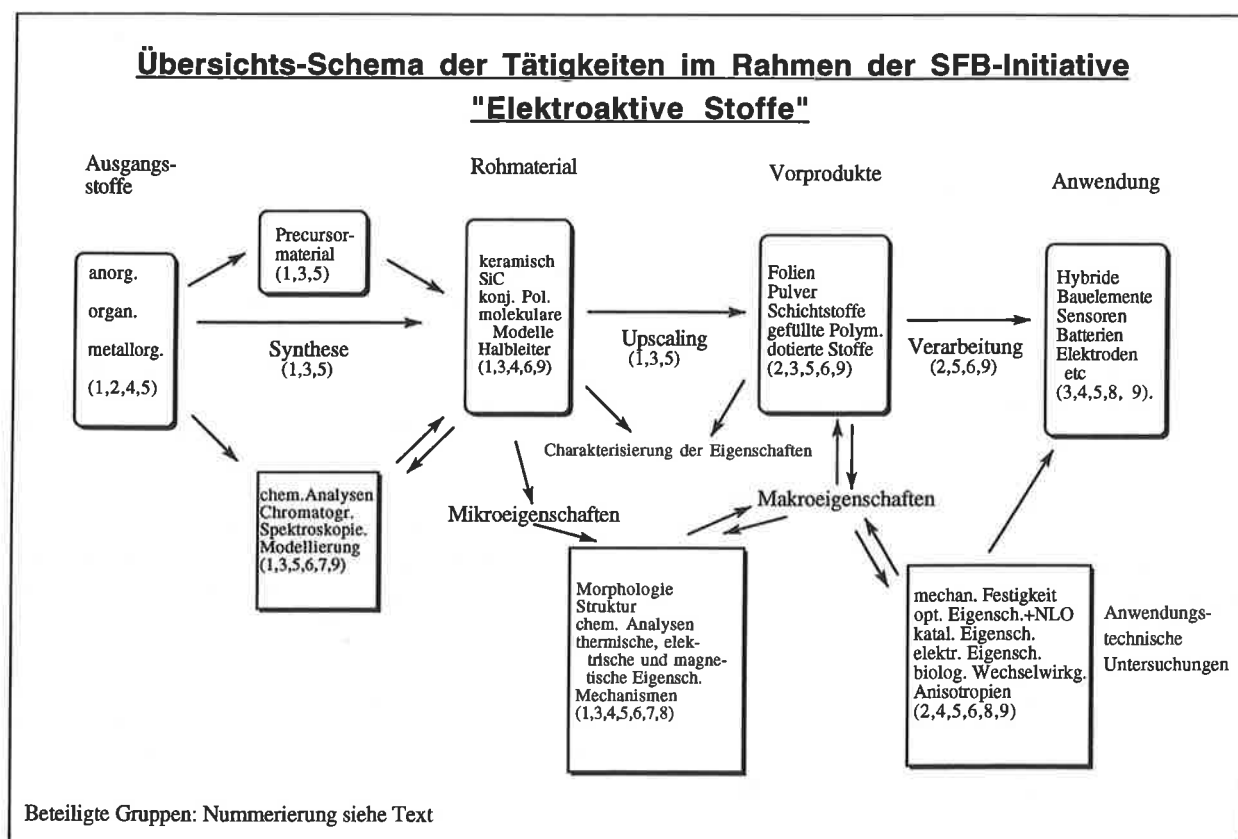 Übersichts-Schema der Tätigkeiten im Rahmen der SFB-Initiative
"Elektroaktive Stoffe"
Ausgangs-
stoffe
Rohmaterial
Vorprodukte
Anwendung
anorg.
organ.
metallorg.
(1,2,4,5)
Precursor-
material
(1,3,5)
Synthese
(1,3,5)
keramisch
SiC
konj. Pol.
molekulare
Modelle
Halbleiter
(1,3,4,6,9)
Upscaling
(1,3,5)
Folien
Pulver
Schichtstoffe
gefüllte Polym.
dotierte Stoffe
(2,3,5,6,9)
Verarbeitung
(2,5,6,9)
Hybride
Bauelemente
Sensoren
Batterien
Elektroden
etc
(3,4,5,8, 9).
Charakterisierung der Eigenschaften
chem.Analysen
Chromatogr.
Spektroskopie.
Modellierung
(1,3,5,6,7,9)
Mikroeigenschaften
Makroeigenschaften
Morphologie
Struktur
chem. Analysen
thermische, elek-
trische und magne-
tische Eigensch.
Mechanismen
(1,3,4,5,6,7,8)
mechan. Festigkeit
opt. Eigensch.+NLO
katal. Eigensch.
elektr. Eigensch.
biolog. Wechselwirkg.
Anisotropien
(2,4,5,6,8,9)
Anwendungs-
technische
Untersuchungen
Beteiligte Gruppen: Nummerierung siehe Text